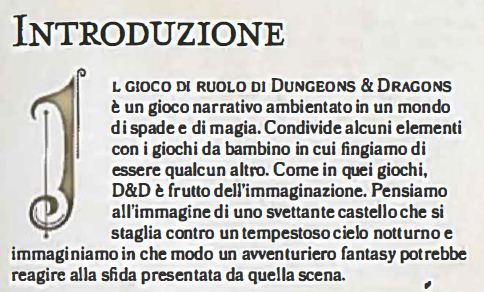 INTRODUZIONE
IL GIOCO DI RUOLO DI DUNGEONS & DRAGONS
è un gioco narrativo ambientato in un mondo
di spade e di magia. Condivide alcuni elementi
con i giochi da bambino in cui fingiamo di
essere qualcun altro. Come in quei giochi,
D&D è frutto dell'immaginazione. Pensiamo
all'immagine di uno svettante castello che si
staglia contro un tempestoso cielo notturno e
immaginiamo in che modo un avventuriero fantasy potrebbe
reagire alla sfida presentata da quella scena.